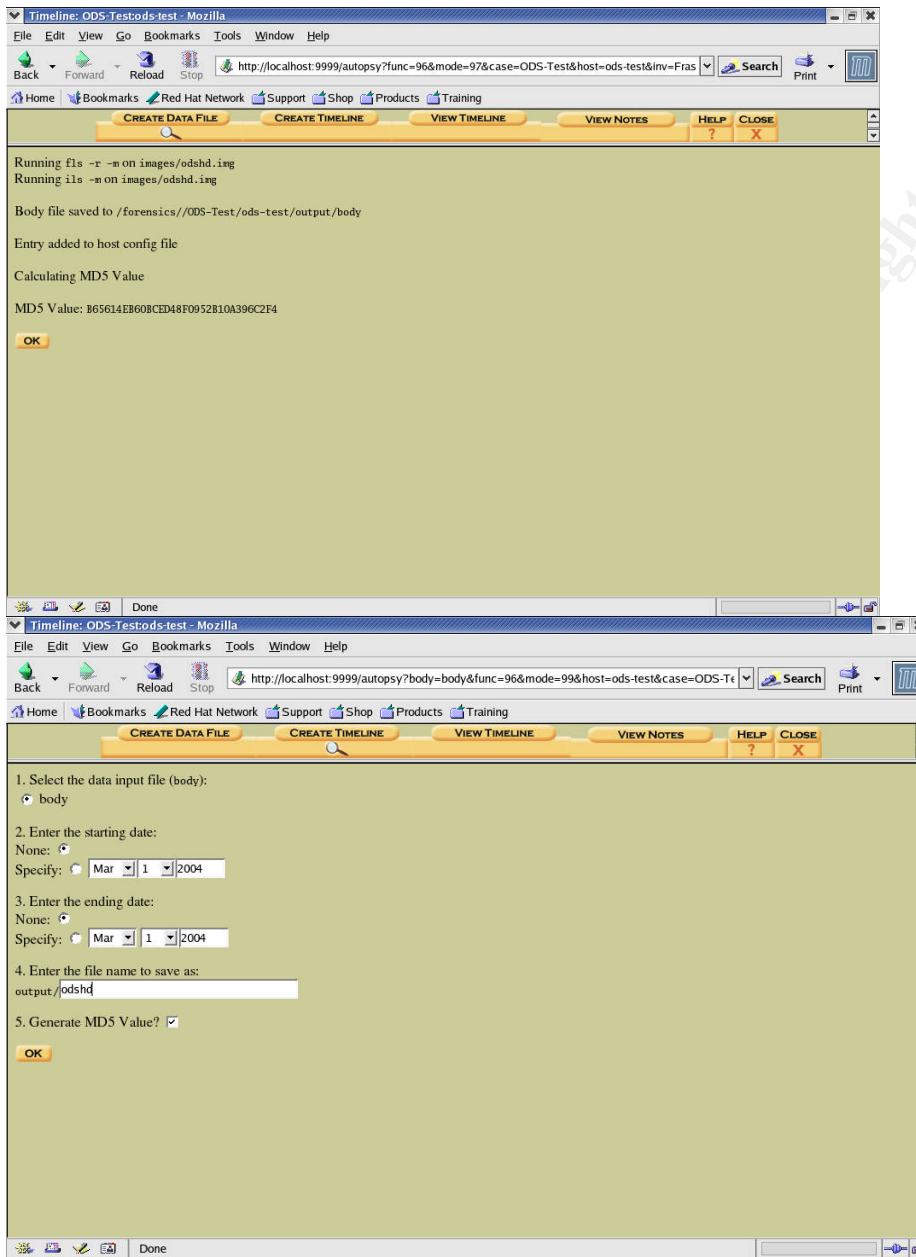 Timeline: ODS-Test:ods-test - Mozilla
File Edit View Go Bookmarks Tools Window Help
Back Forward Reload Stop http://localhost:9999/autopsy?func=96&mode=97&case=ODS-Test&host=ods-test&inv=Fras Search Print
Home Bookmarks Red Hat Network Support Shop Products Training
CREATE DATA FILE CREATE TIMELINE VIEW TIMELINE VIEW NOTES HELP CLOSE
? X
Running fls -r -m on images/odshd.img
Running ils -m on images/odshd.img
Body file saved to /forensics//ODS-Test/ods-test/output/body
Entry added to host config file
Calculating MD5 Value
MD5 Value: B65614EB60BCED48F0952B10A396C2F4
OK
Done
Timeline: ODS-Test:ods-test - Mozilla
File Edit View Go Bookmarks Tools Window Help
Back Forward Reload Stop http://localhost:9999/autopsy?body=body&func=96&mode=99&host=ods-test&case=ODS-Te Search Print
Home Bookmarks Red Hat Network Support Shop Products Training
CREATE DATA FILE CREATE TIMELINE VIEW TIMELINE VIEW NOTES HELP CLOSE
? X
1. Select the data input file (body):
body
2. Enter the starting date:
None:
Specify: Mar 1 2004
3. Enter the ending date:
None:
Specify: Mar 1 2004
4. Enter the file name to save as:
output/odshd
5. Generate MD5 Value?
OK
Done